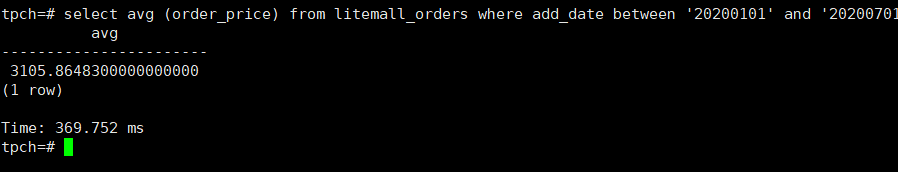 tpch=# select avg (order_price) from litemall_orders where add_date between '20200101' and '20200701
avg
-----------------------
3105.8648300000000000
(1 row)
Time: 369.752 ms
tpch=#